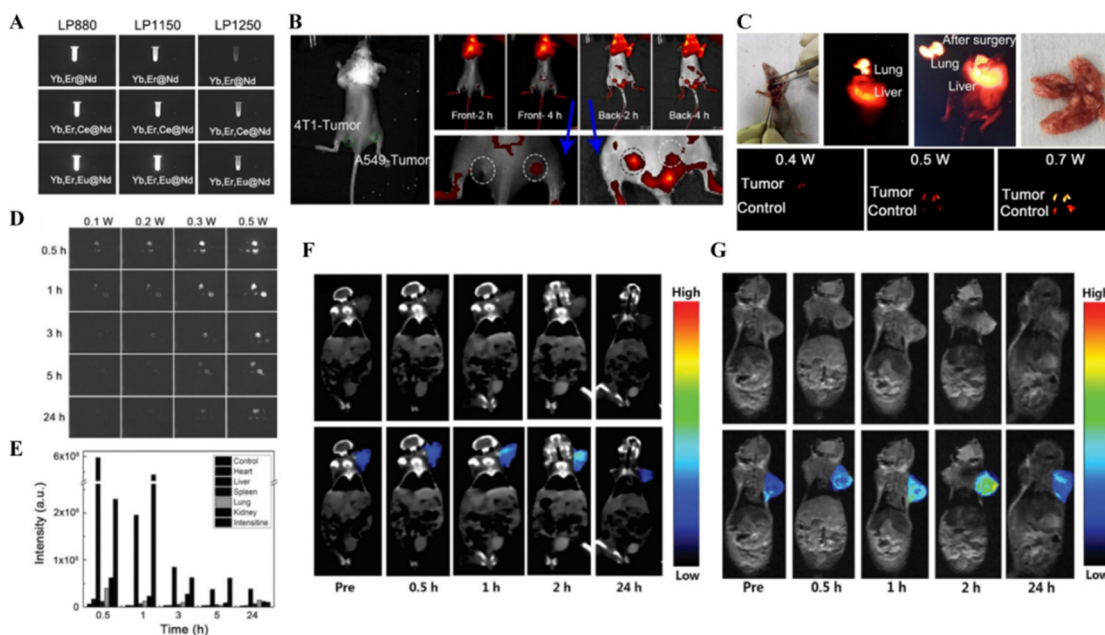 A
LP880 LP1150 LP1250
Yb,Er@Nd Yb,Er@Nd Yb,Er@Nd
Yb,Er,Ce@Nd Yb,Er,Ce@Nd Yb,Er,Ce@Nd
Yb,Er,Eu@Nd Yb,Er,Eu@Nd Yb,Er,Eu@Nd
B
4T1-Tumor
A549-Tumor
Front-2 h Front- 4 h Back-2 h Back-4 h
C
Lung
Liver
After surgery
Lung
Liver
0.4 W 0.5 W 0.7 W
Tumor Tumor Tumor
Control Control Control
D
0.1 W 0.2 W 0.3 W 0.5 W
0.5 h
1 h
3 h
5 h
24 h
E
6x10⁸
2x10⁸
1x10⁸
0
Intensity (a.u.)
Control
Heart
Liver
Spleen
Lung
Kidney
Intensitine
0.5 1 3 5 24
Time (h)
F
High
Low
Pre 0.5 h 1 h 2 h 24 h
G
High
Low
Pre 0.5 h 1 h 2 h 24 h